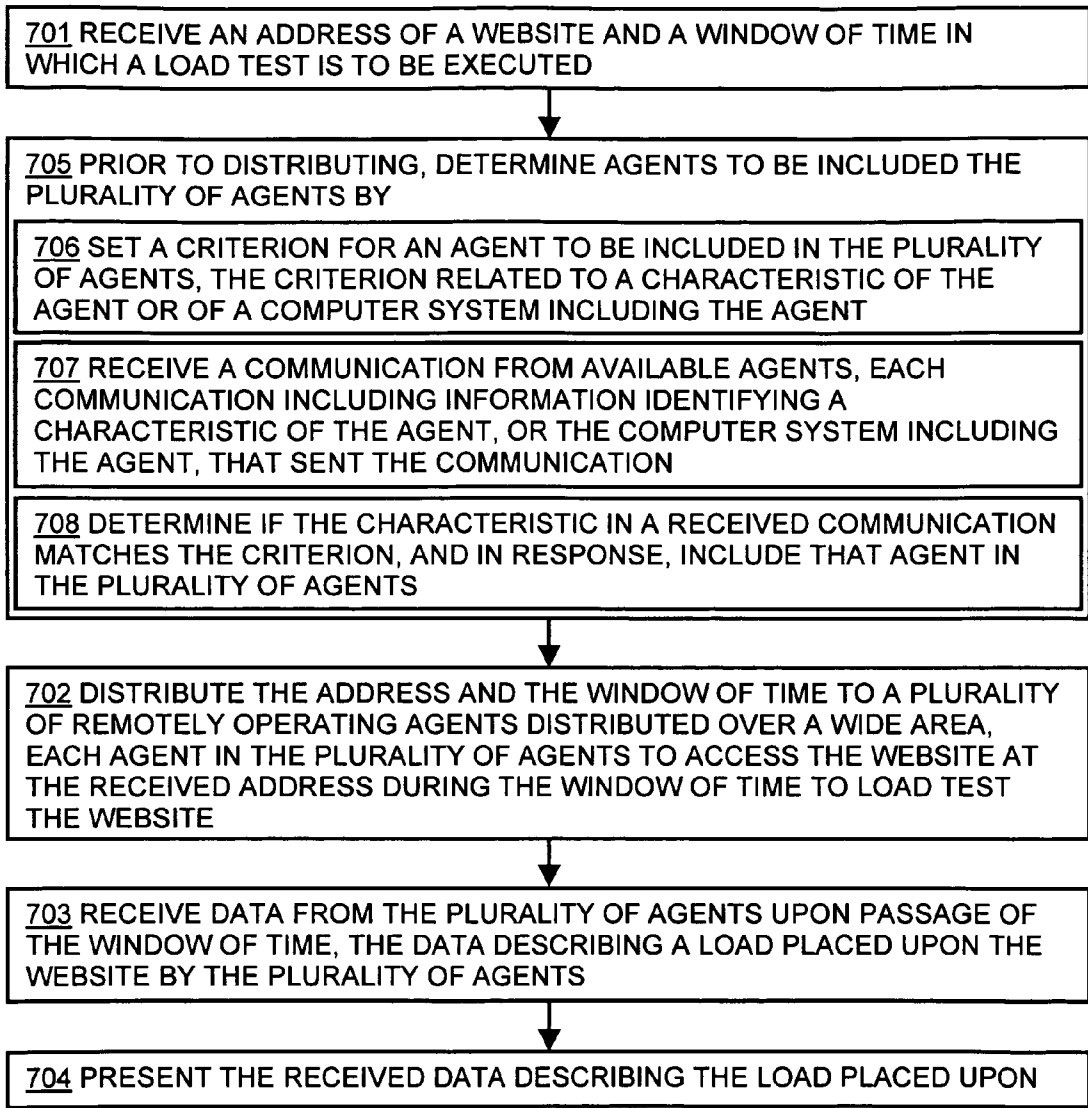 701 RECEIVE AN ADDRESS OF A WEBSITE AND A WINDOW OF TIME IN
WHICH A LOAD TEST IS TO BE EXECUTED
705 PRIOR TO DISTRIBUTING, DETERMINE AGENTS TO BE INCLUDED THE
PLURALITY OF AGENTS BY
706 SET A CRITERION FOR AN AGENT TO BE INCLUDED IN THE PLURALITY
OF AGENTS, THE CRITERION RELATED TO A CHARACTERISTIC OF THE
AGENT OR OF A COMPUTER SYSTEM INCLUDING THE AGENT
707 RECEIVE A COMMUNICATION FROM AVAILABLE AGENTS, EACH
COMMUNICATION INCLUDING INFORMATION IDENTIFYING A
CHARACTERISTIC OF THE AGENT, OR THE COMPUTER SYSTEM INCLUDING
THE AGENT, THAT SENT THE COMMUNICATION
708 DETERMINE IF THE CHARACTERISTIC IN A RECEIVED COMMUNICATION
MATCHES THE CRITERION, AND IN RESPONSE, INCLUDE THAT AGENT IN
THE PLURALITY OF AGENTS
702 DISTRIBUTE THE ADDRESS AND THE WINDOW OF TIME TO A PLURALITY
OF REMOTELY OPERATING AGENTS DISTRIBUTED OVER A WIDE AREA,
EACH AGENT IN THE PLURALITY OF AGENTS TO ACCESS THE WEBSITE AT
THE RECEIVED ADDRESS DURING THE WINDOW OF TIME TO LOAD TEST
THE WEBSITE
703 RECEIVE DATA FROM THE PLURALITY OF AGENTS UPON PASSAGE OF
THE WINDOW OF TIME, THE DATA DESCRIBING A LOAD PLACED UPON THE
WEBSITE BY THE PLURALITY OF AGENTS
704 PRESENT THE RECEIVED DATA DESCRIBING THE LOAD PLACED UPON